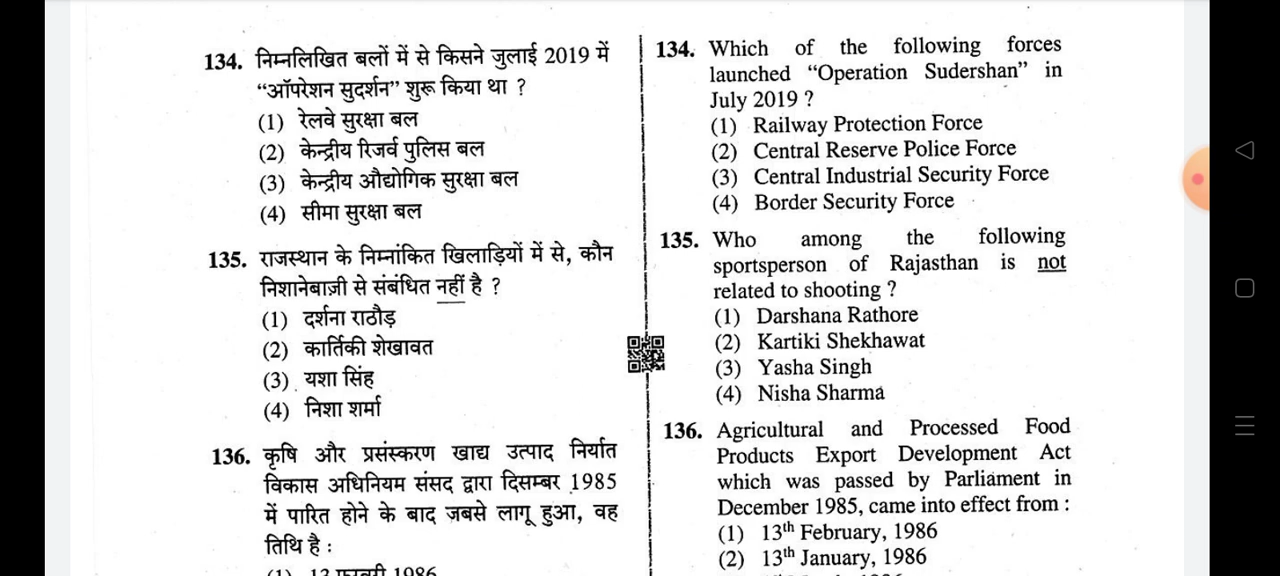 134. निम्नलिखित बलों में से किसने जुलाई 2019 में
“ऑपरेशन सुदर्शन” शुरू किया था ?
(1) रेलवे सुरक्षा बल
(2) केन्द्रीय रिजर्व पुलिस बल
(3) केन्द्रीय औद्योगिक सुरक्षा बल
(4) सीमा सुरक्षा बल
135. राजस्थान के निम्नांकित खिलाड़ियों में से, कौन
निशानेबाज़ी से संबंधित नहीं है ?
(1) दर्शना राठौड़
(2) कार्तिकी शेखावत
(3) यशा सिंह
(4) निशा शर्मा
136. कृषि और प्रसंस्करण खाद्य उत्पाद निर्यात
विकास अधिनियम संसद द्वारा दिसम्बर 1985
में पारित होने के बाद जबसे लागू हुआ, वह
तिथि है :
(1) 13 फरवरी 1986
134. Which of the following forces
launched “Operation Sudershan” in
July 2019 ?
(1) Railway Protection Force
(2) Central Reserve Police Force
(3) Central Industrial Security Force
(4) Border Security Force
135. Who among the following
sportsperson of Rajasthan is not
related to shooting ?
(1) Darshana Rathore
(2) Kartiki Shekhawat
(3) Yasha Singh
(4) Nisha Sharma
136. Agricultural and Processed Food
Products Export Development Act
which was passed by Parliament in
December 1985, came into effect from :
(1) 13th February, 1986
(2) 13th January, 1986